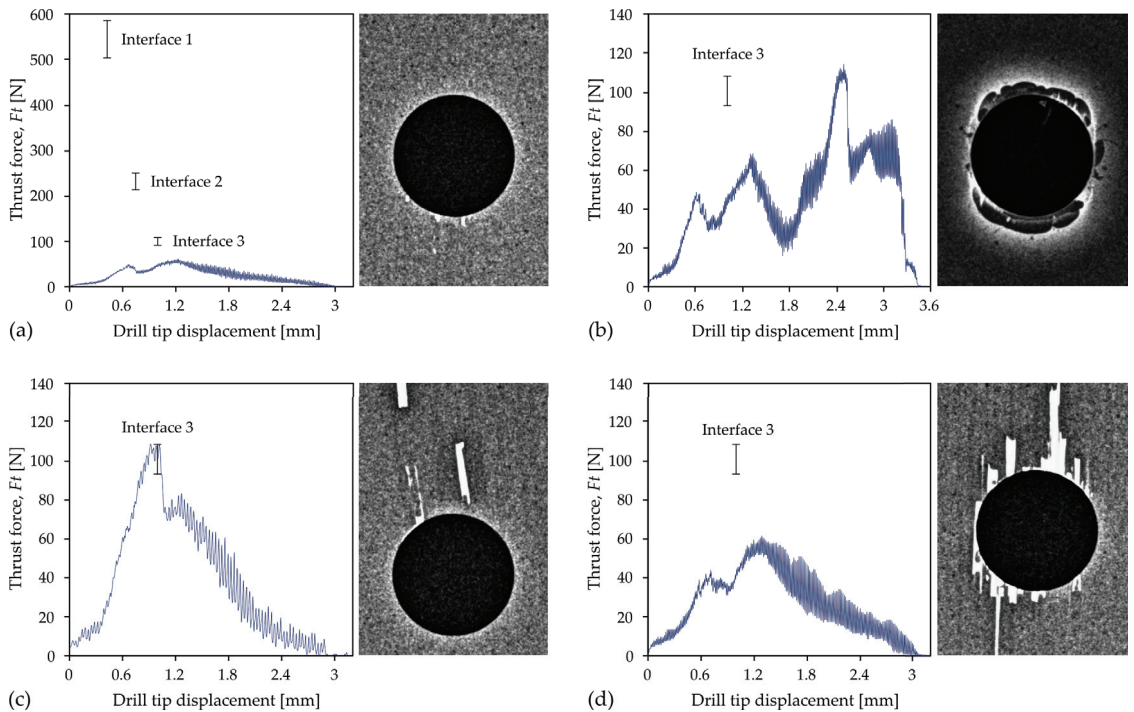 600
500
400
300
200
100
0
Thrust force, Ft [N]
Interface 1
Interface 2
Interface 3
0 0.6 1.2 1.8 2.4 3
Drill tip displacement [mm]
(a)
140
120
100
80
60
40
20
0
Thrust force, Ft [N]
Interface 3
0 0.6 1.2 1.8 2.4 3 3.6
Drill tip displacement [mm]
(b)
140
120
100
80
60
40
20
0
Thrust force, Ft [N]
Interface 3
0 0.6 1.2 1.8 2.4 3
Drill tip displacement [mm]
(c)
140
120
100
80
60
40
20
0
Thrust force, Ft [N]
Interface 3
0 0.6 1.2 1.8 2.4 3
Drill tip displacement [mm]
(d)